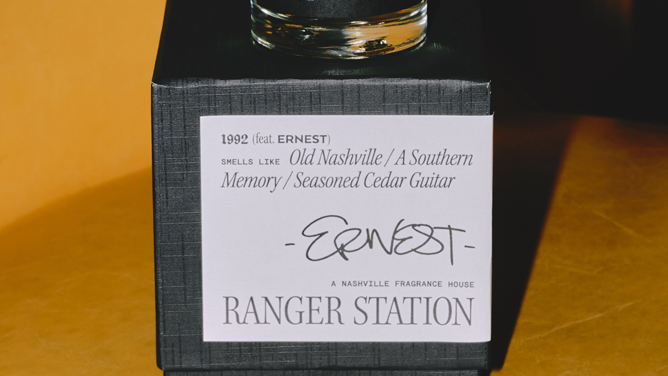 1992 (feat. ERNEST)
SMELLS LIKE Old Nashville / A Southern
Memory / Seasoned Cedar Guitar
-ERNEST-
A NASHVILLE FRAGRANCE HOUSE
RANGER STATION